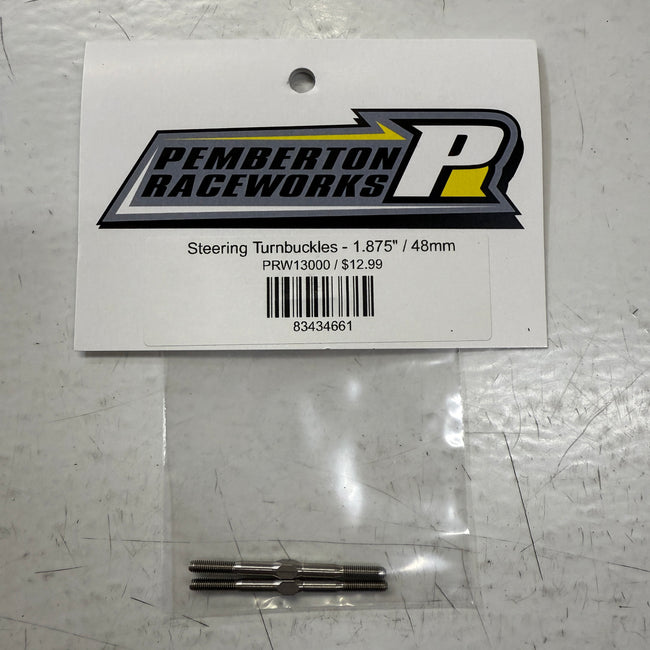 PEMBERTON
RACEWORKS
P
Steering Turnbuckles - 1.875" / 48mm
PRW13000 / $12.99
83434661